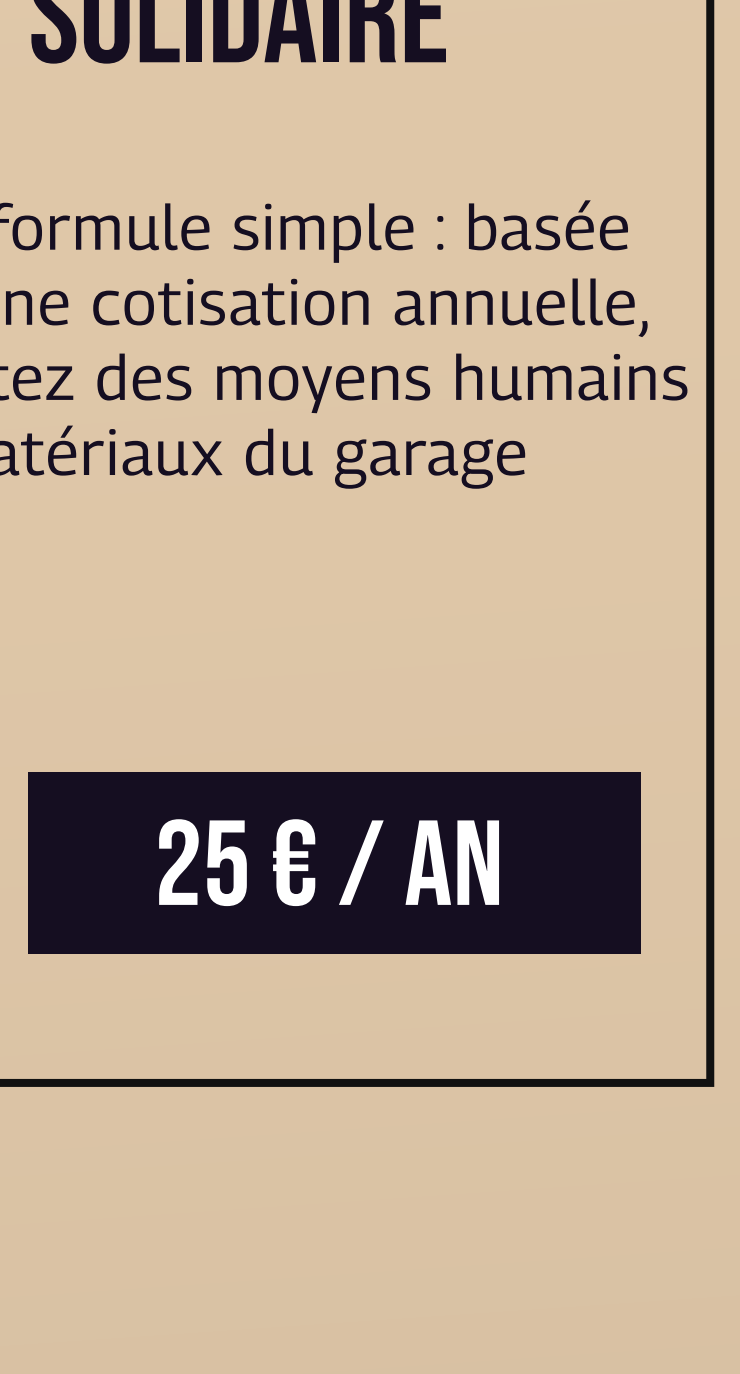 SOLIDAIRE
formule simple : basée
ne cotisation annuelle,
tez des moyens humains
atériaux du garage
25 € / AN